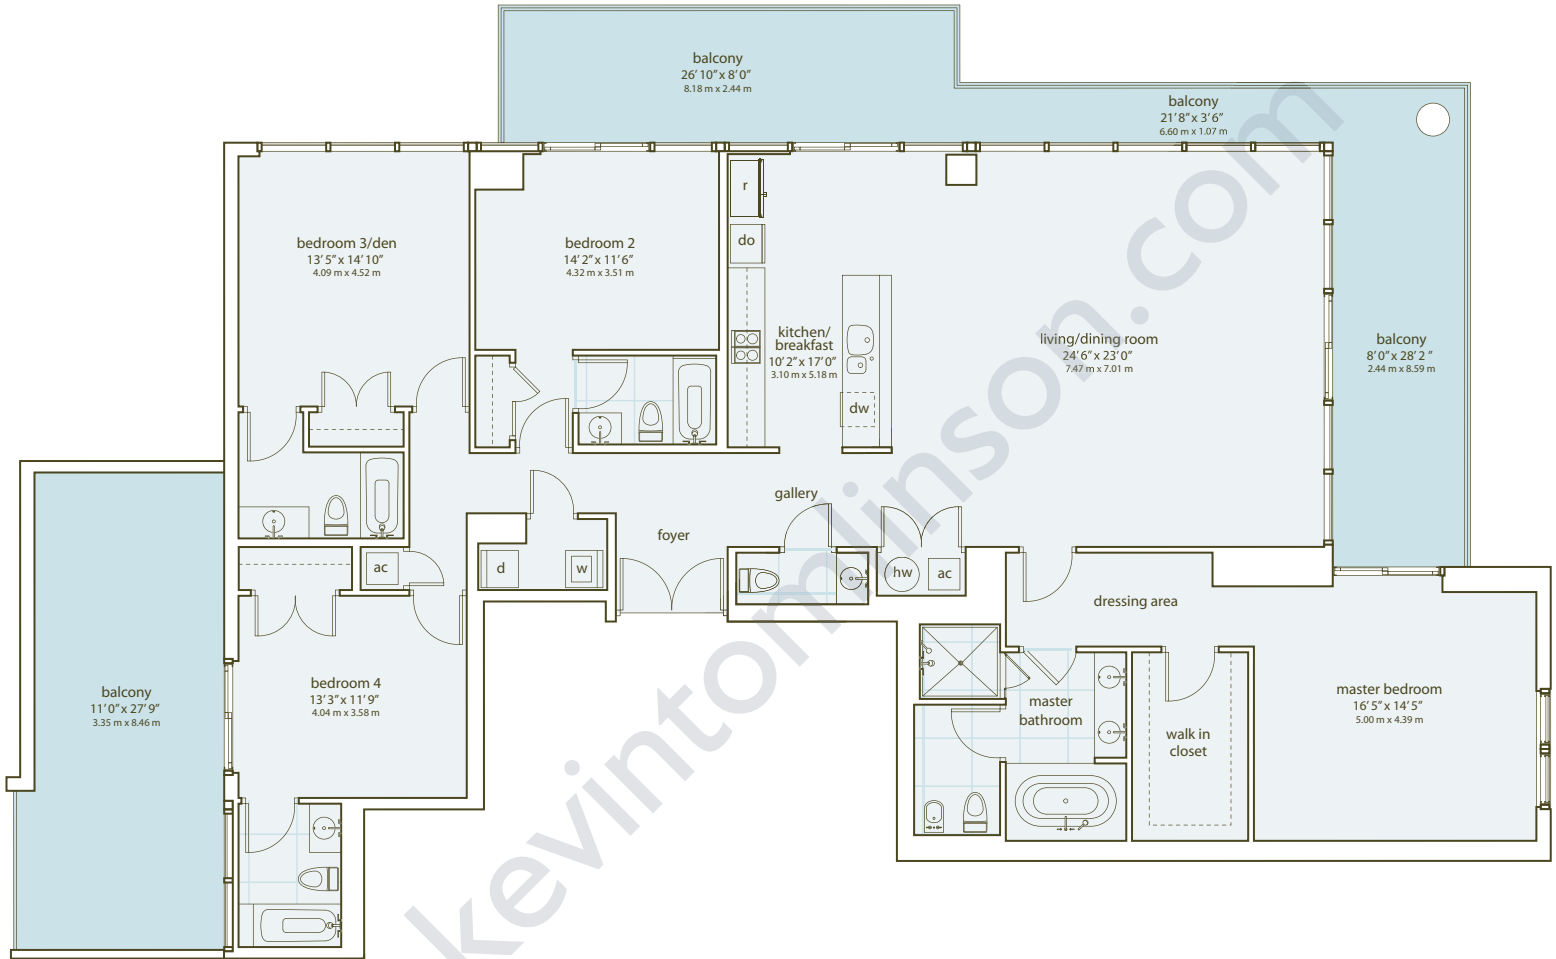 balcony
26' 10" x 8' 0"
8.18 m x 2.44 m
balcony
21' 8" x 3' 6"
6.60 m x 1.07 m
bedroom 3/den
13' 5" x 14' 10"
4.09 m x 4.52 m
bedroom 2
14' 2" x 11' 6"
4.32 m x 3.51 m
r
do
kitchen/
breakfast
10' 2" x 17' 0"
3.10 m x 5.18 m
dw
living/dining room
24' 6" x 23' 0"
7.47 m x 7.01 m
balcony
8' 0" x 28' 2 "
2.44 m x 8.59 m
gallery
foyer
ac
d
w
hw
ac
dressing area
balcony
11' 0" x 27' 9"
3.35 m x 8.46 m
bedroom 4
13' 3" x 11' 9"
4.04 m x 3.58 m
master
bathroom
walk in
closet
master bedroom
16' 5" x 14' 5"
5.00 m x 4.39 m
kevintomlinson.com